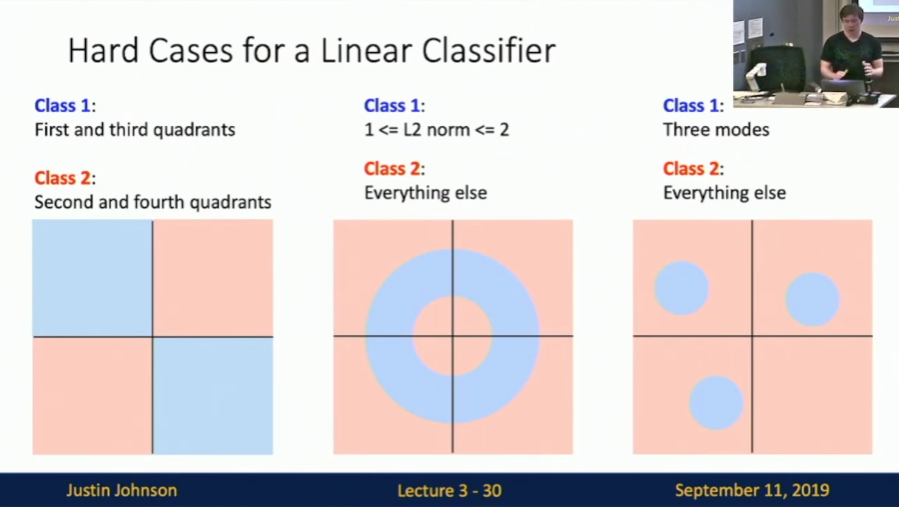 Hard Cases for a Linear Classifier
Class 1:
First and third quadrants
Class 2:
Second and fourth quadrants
Class 1:
1 <= L2 norm <= 2
Class 2:
Everything else
Class 1:
Three modes
Class 2:
Everything else
Justin Johnson
Lecture 3 - 30
September 11, 2019